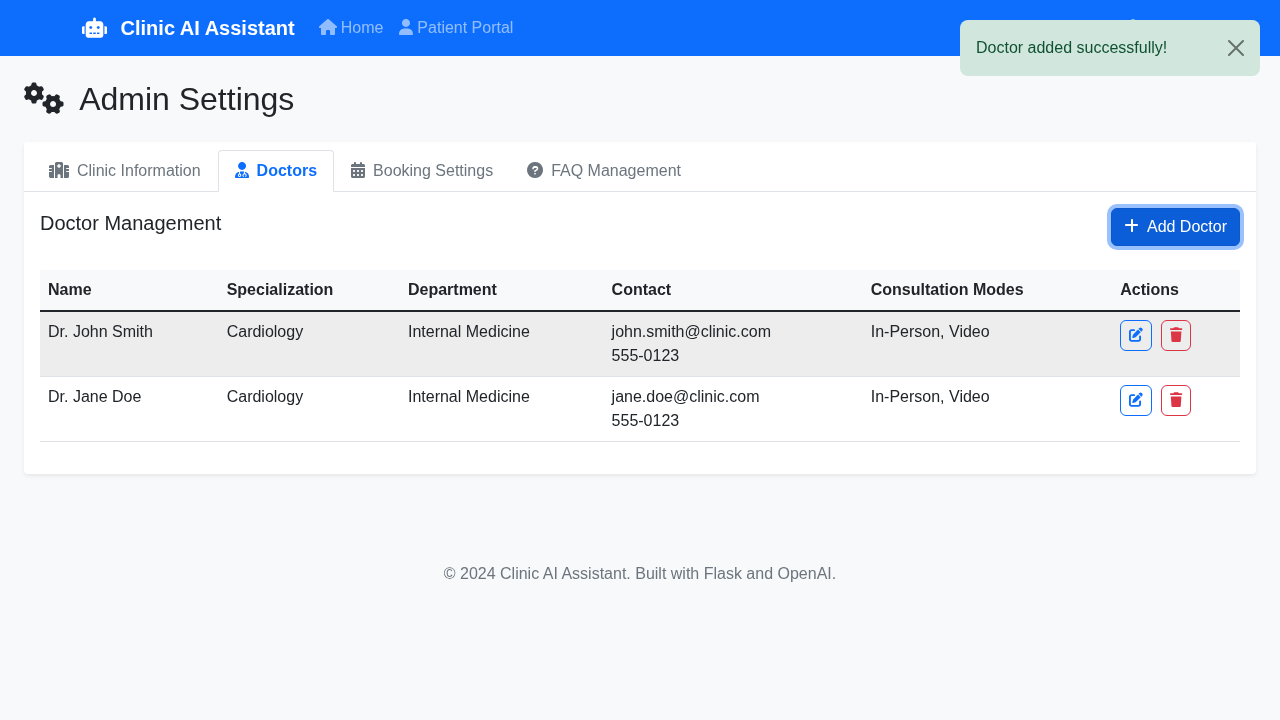 Clinic AI Assistant Home Patient Portal
Doctor added successfully!
Admin Settings
Clinic Information Doctors Booking Settings FAQ Management
Doctor Management Add Doctor
Name Specialization Department Contact Consultation Modes Actions
Dr. John Smith Cardiology Internal Medicine john.smith@clinic.com In-Person, Video
555-0123
Dr. Jane Doe Cardiology Internal Medicine jane.doe@clinic.com In-Person, Video
555-0123
© 2024 Clinic AI Assistant. Built with Flask and OpenAI.